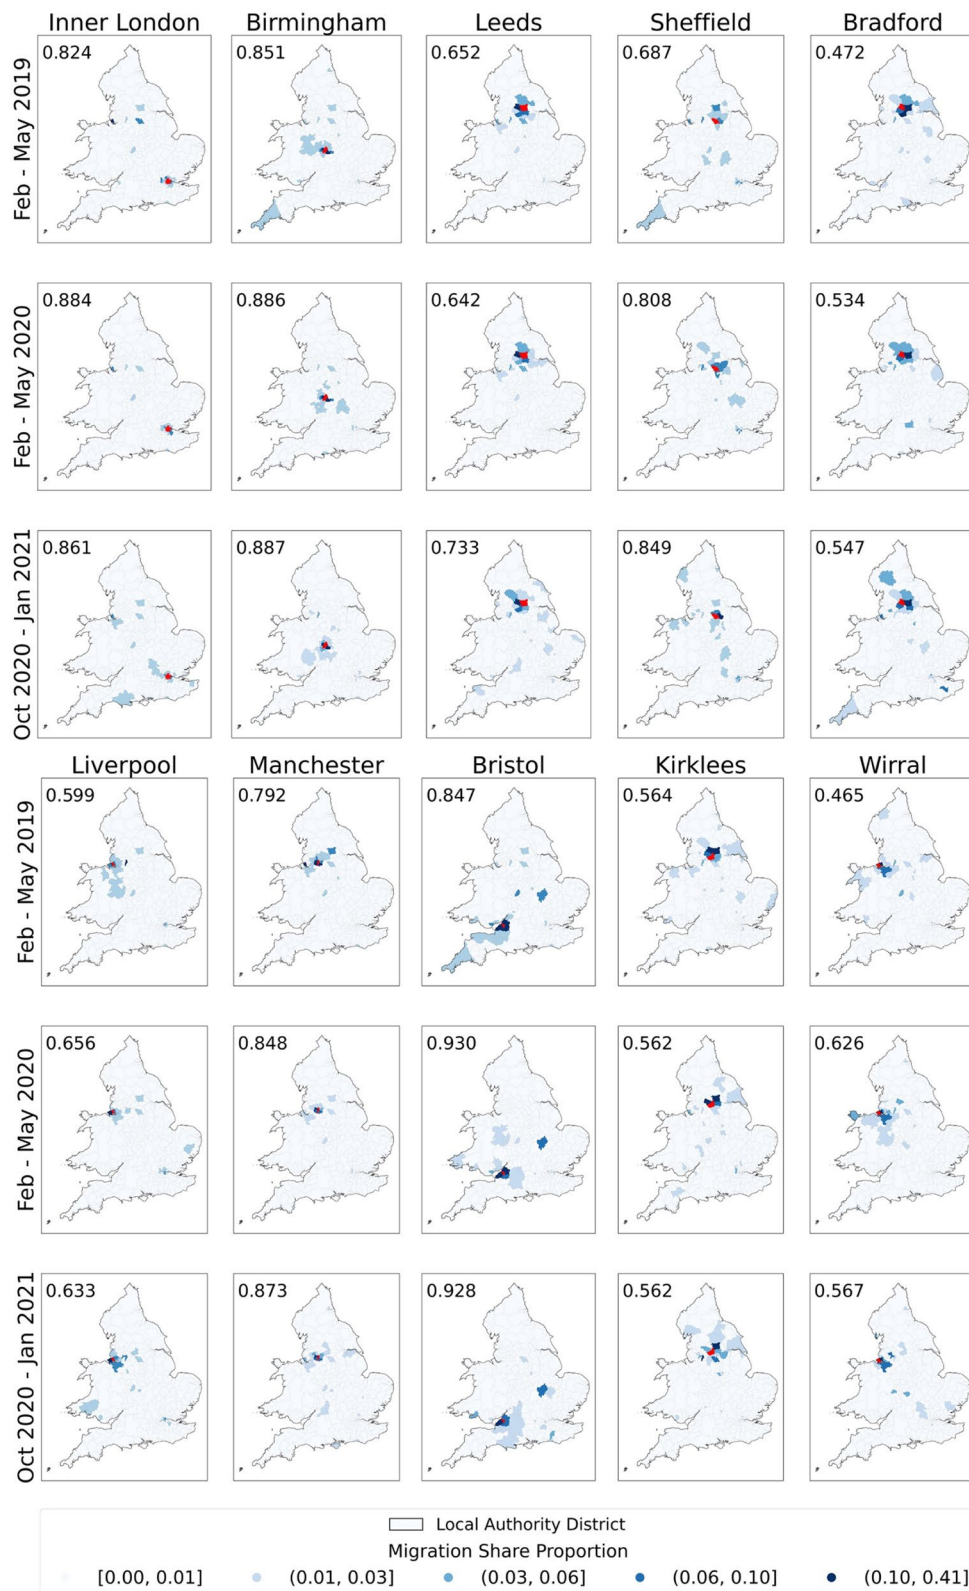 Inner London Birmingham Leeds Sheffield Bradford
Feb - May 2019
0.824 0.851 0.652 0.687 0.472
Feb - May 2020
0.884 0.886 0.642 0.808 0.534
Oct 2020 - Jan 2021
0.861 0.887 0.733 0.849 0.547
Liverpool Manchester Bristol Kirklees Wirral
Feb - May 2019
0.599 0.792 0.847 0.564 0.465
Feb - May 2020
0.656 0.848 0.930 0.562 0.626
Oct 2020 - Jan 2021
0.633 0.873 0.928 0.562 0.567
Local Authority District
Migration Share Proportion
[0.00, 0.01] (0.01, 0.03] (0.03, 0.06] (0.06, 0.10] (0.10, 0.41]